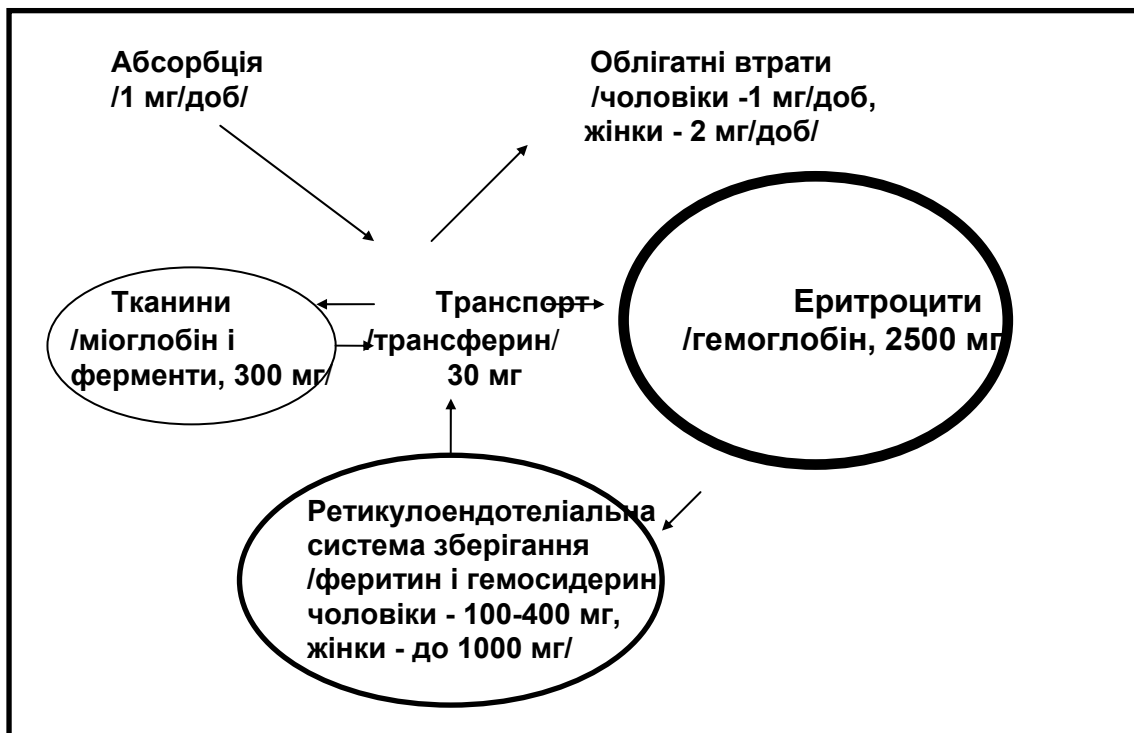 Абсорбція
/1 мг/доб/
Облігатні втрати
/чоловіки -1 мг/доб,
жінки - 2 мг/доб/
Тканини
/міоглобін і
ферменти, 300 мг/
Транспорт
/трансферин/
30 мг
Еритроцити
/гемоглобін, 2500 мг
Ретикулоендотеліальна
система зберігання
/феритин і гемосидерин
чоловіки - 100-400 мг,
жінки - до 1000 мг/